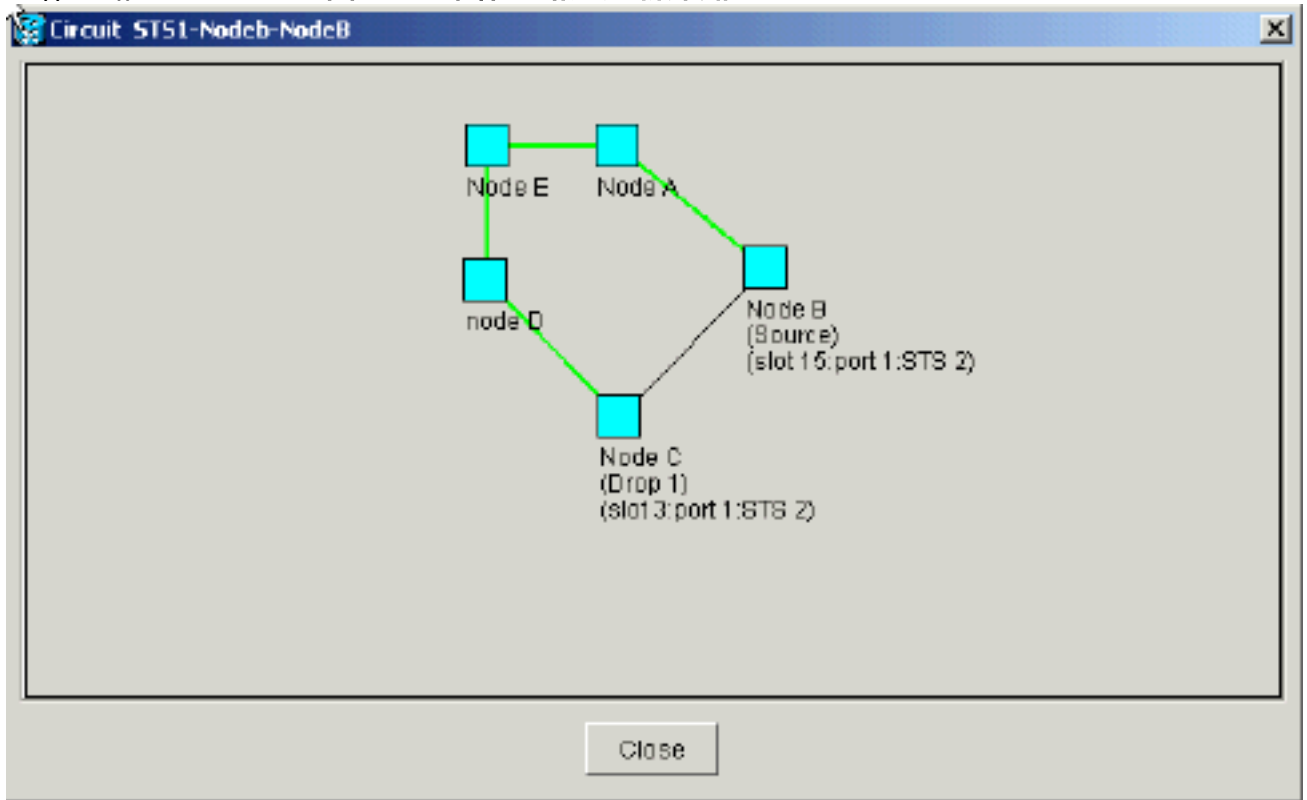 Circuit STS1-Nodeb-NodeB
Node E
Node A
Node B
(Source)
(slot 15:port 1:STS 2)
node D
Node C
(Drop 1)
(slot 3:port 1:STS 2)
Close